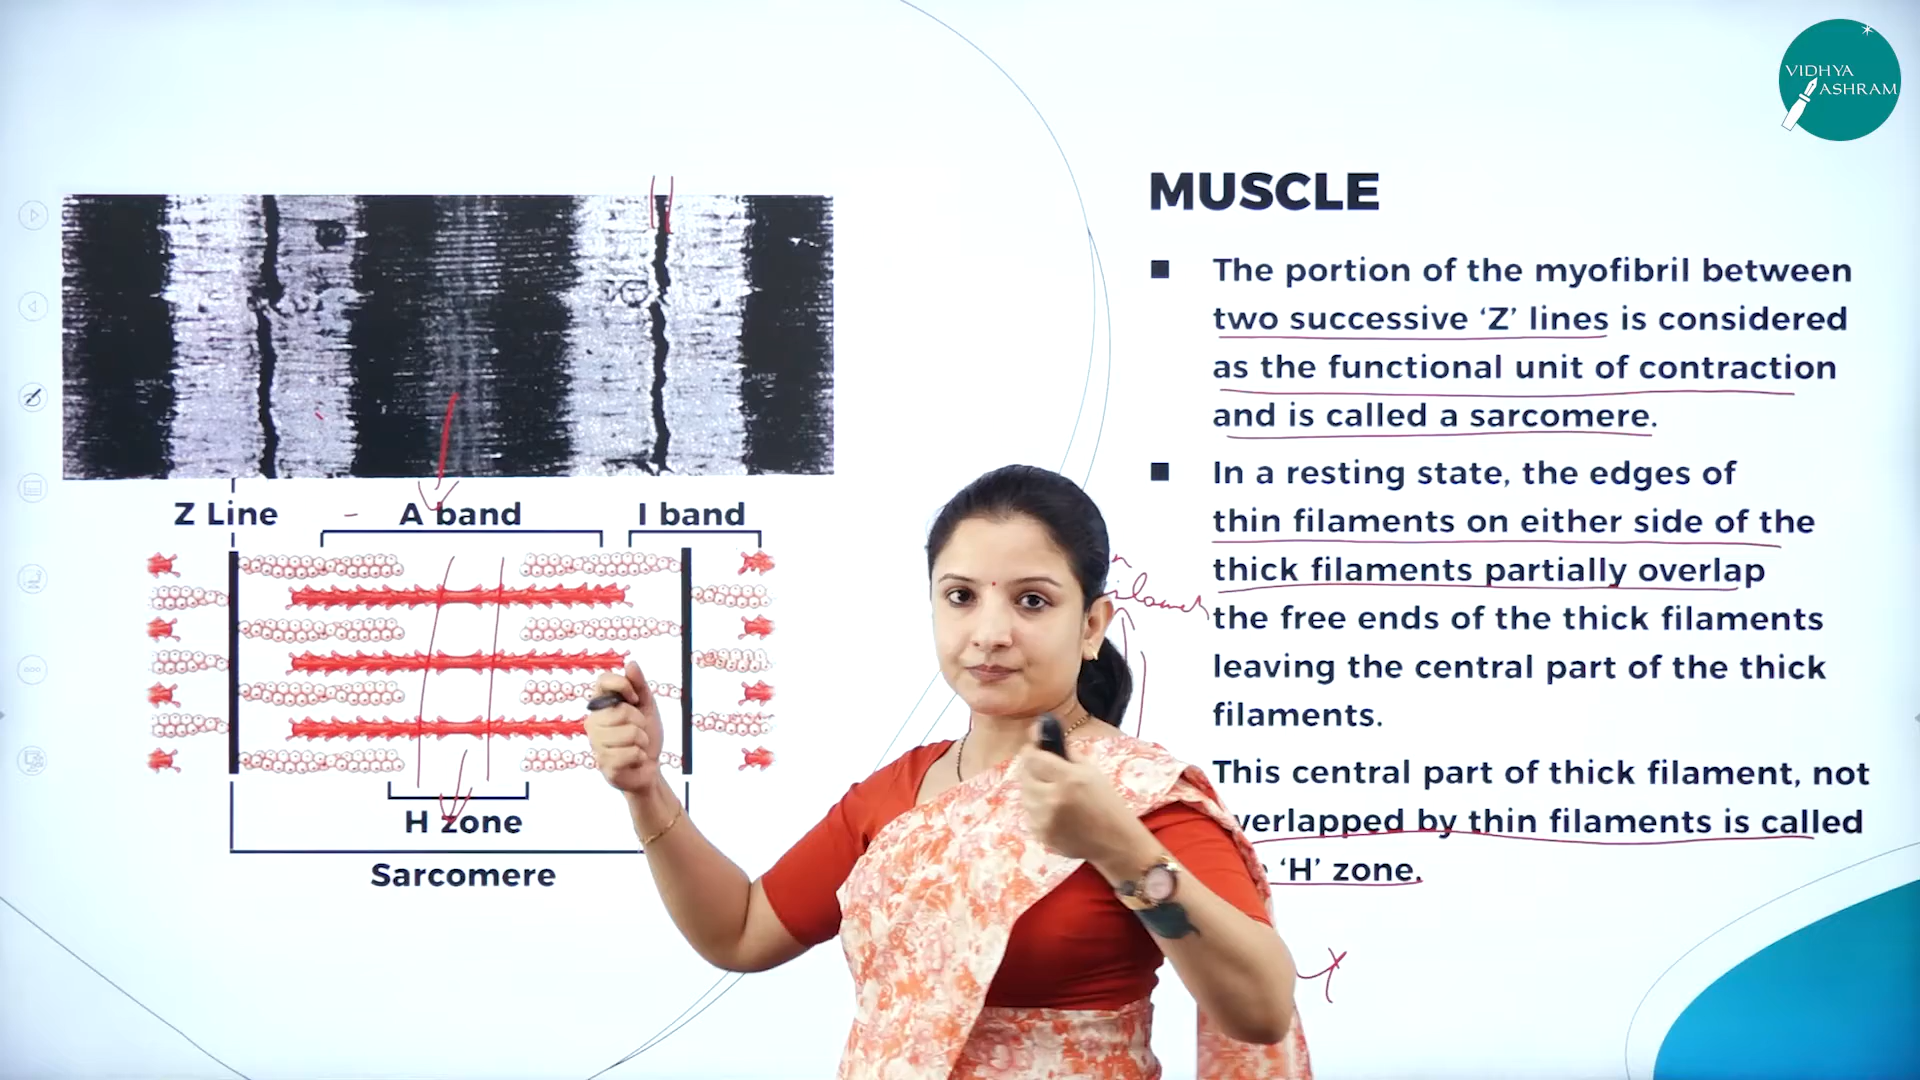 VIDHYA
ASHRAM
MUSCLE
The portion of the myofibril between
two successive ‘Z’ lines is considered
as the functional unit of contraction
and is called a sarcomere.
In a resting state, the edges of
thin filaments on either side of the
thick filaments partially overlap
the free ends of the thick filaments
leaving the central part of the thick
filaments.
This central part of thick filament, not
verlapped by thin filaments is called
‘H’ zone.
Z Line
A band
I band
H zone
Sarcomere